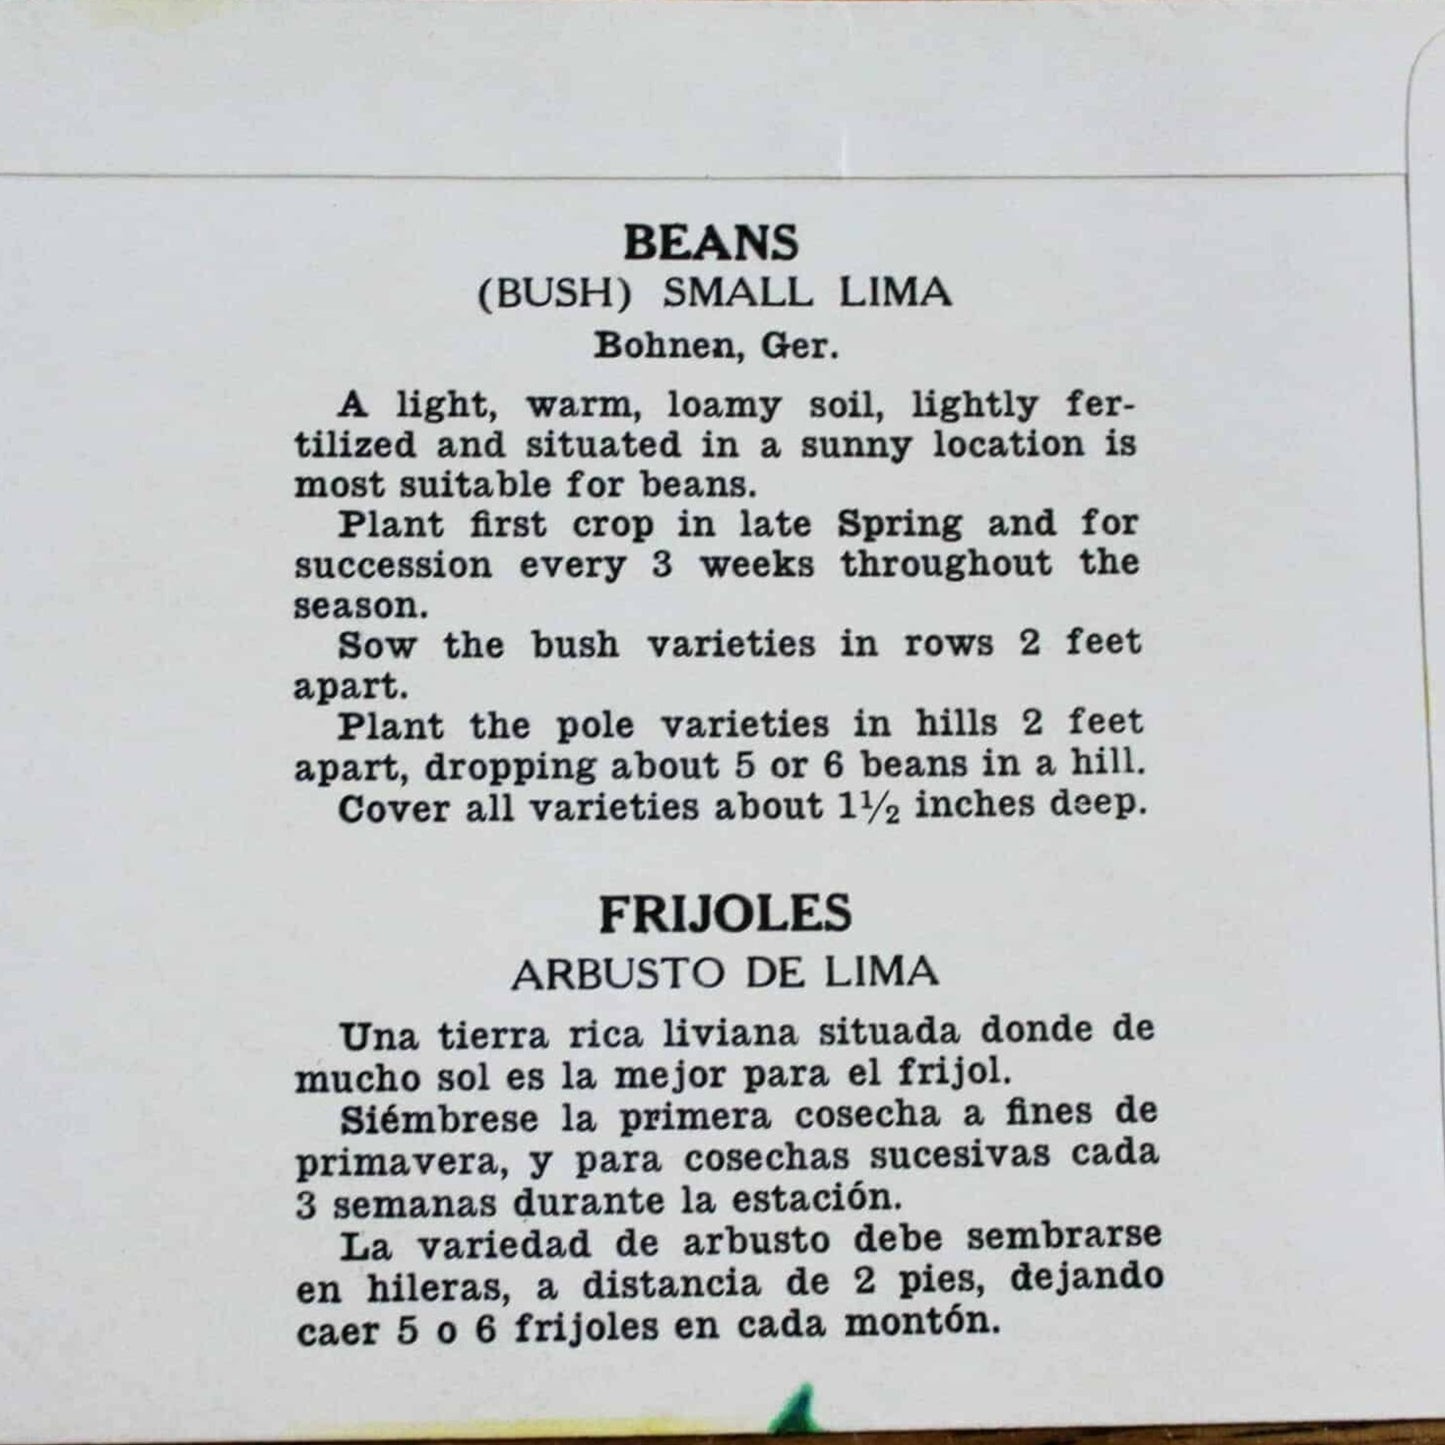 BEANS
(BUSH) SMALL LIMA
Bohnen, Ger.
A light, warm, loamy soil, lightly fer-
tilized and situated in a sunny location is
most suitable for beans.
Plant first crop in late Spring and for
succession every 3 weeks throughout the
season.
Sow the bush varieties in rows 2 feet
apart.
Plant the pole varieties in hills 2 feet
apart, dropping about 5 or 6 beans in a hill.
Cover all varieties about 1½ inches deep.
FRIJOLES
ARBUSTO DE LIMA
Una tierra rica liviana situada donde de
mucho sol es la mejor para el frijol.
Siémbrese la primera cosecha a fines de
primavera, y para cosechas sucesivas cada
3 semanas durante la estación.
La variedad de arbusto debe sembrarse
en hileras, a distancia de 2 pies, dejando
caer 5 o 6 frijoles en cada montón.